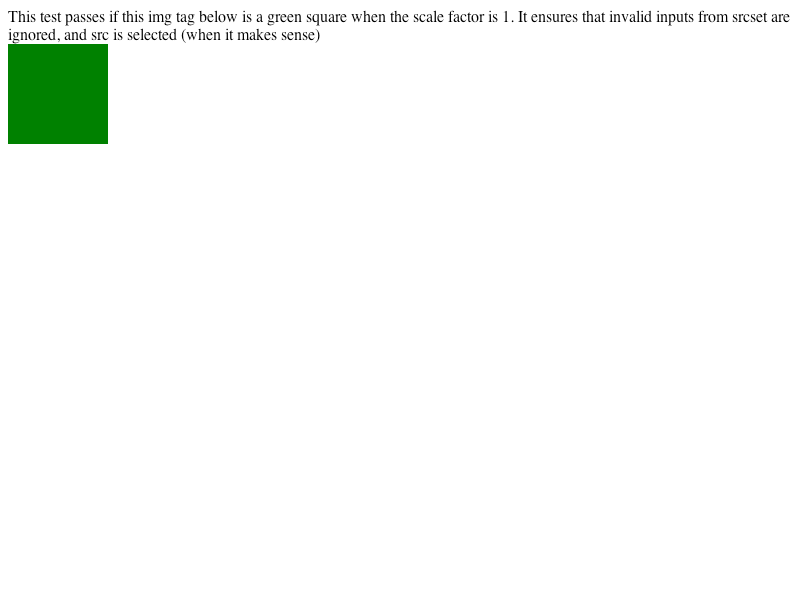 This test passes if this img tag below is a green square when the scale factor is 1. It ensures that invalid inputs from srcset are
ignored, and src is selected (when it makes sense)